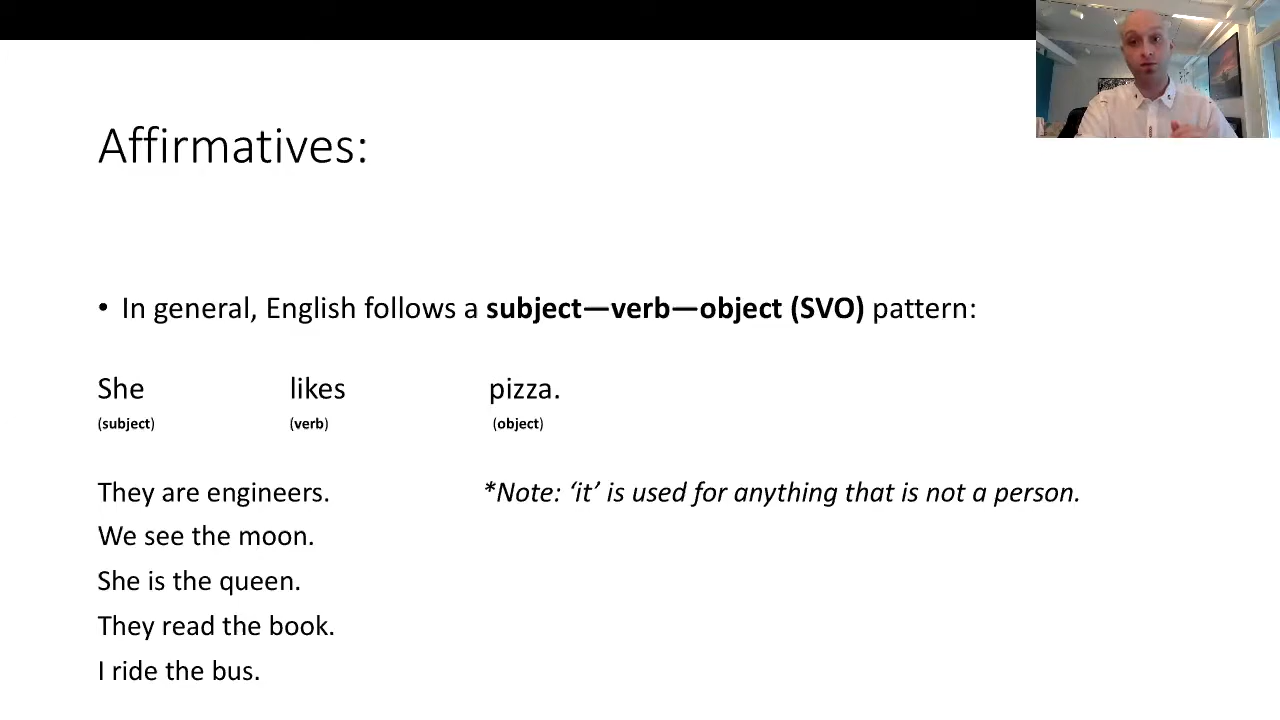 Affirmatives:
• In general, English follows a subject—verb—object (SVO) pattern:
She likes pizza.
(subject) (verb) (object)
They are engineers. *Note: ‘it’ is used for anything that is not a person.
We see the moon.
She is the queen.
They read the book.
I ride the bus.